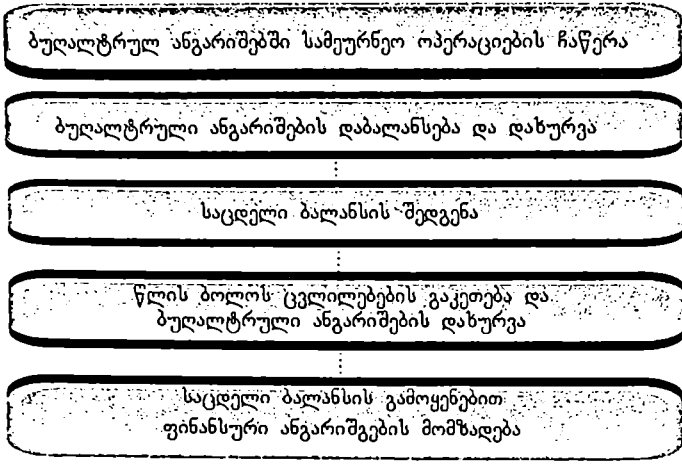 ბუღალტრულ ანგარიშებში სამეურნეო ოპერაციების ჩაწერა
ბუღალტრული ანგარიშების დაბალანსება და დახურვა
საცდელი ბალანსის შედგენა
წლის ბოლოს ცვლილებების გაკეთება და
ბუღალტრული ანგარიშების დახურვა
საცდელი ბალანსის გამოყენებით
ფინანსური ანგარიშგების მომზადება